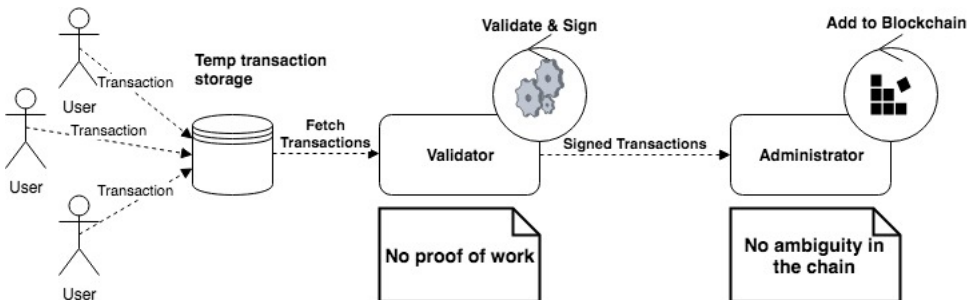 Validate & Sign
Add to Blockchain
Temp transaction
storage
Transaction
User
Transaction
User
Transaction
User
Fetch
Transactions
Validator
Signed Transactions
Administrator
No proof of work
No ambiguity in
the chain